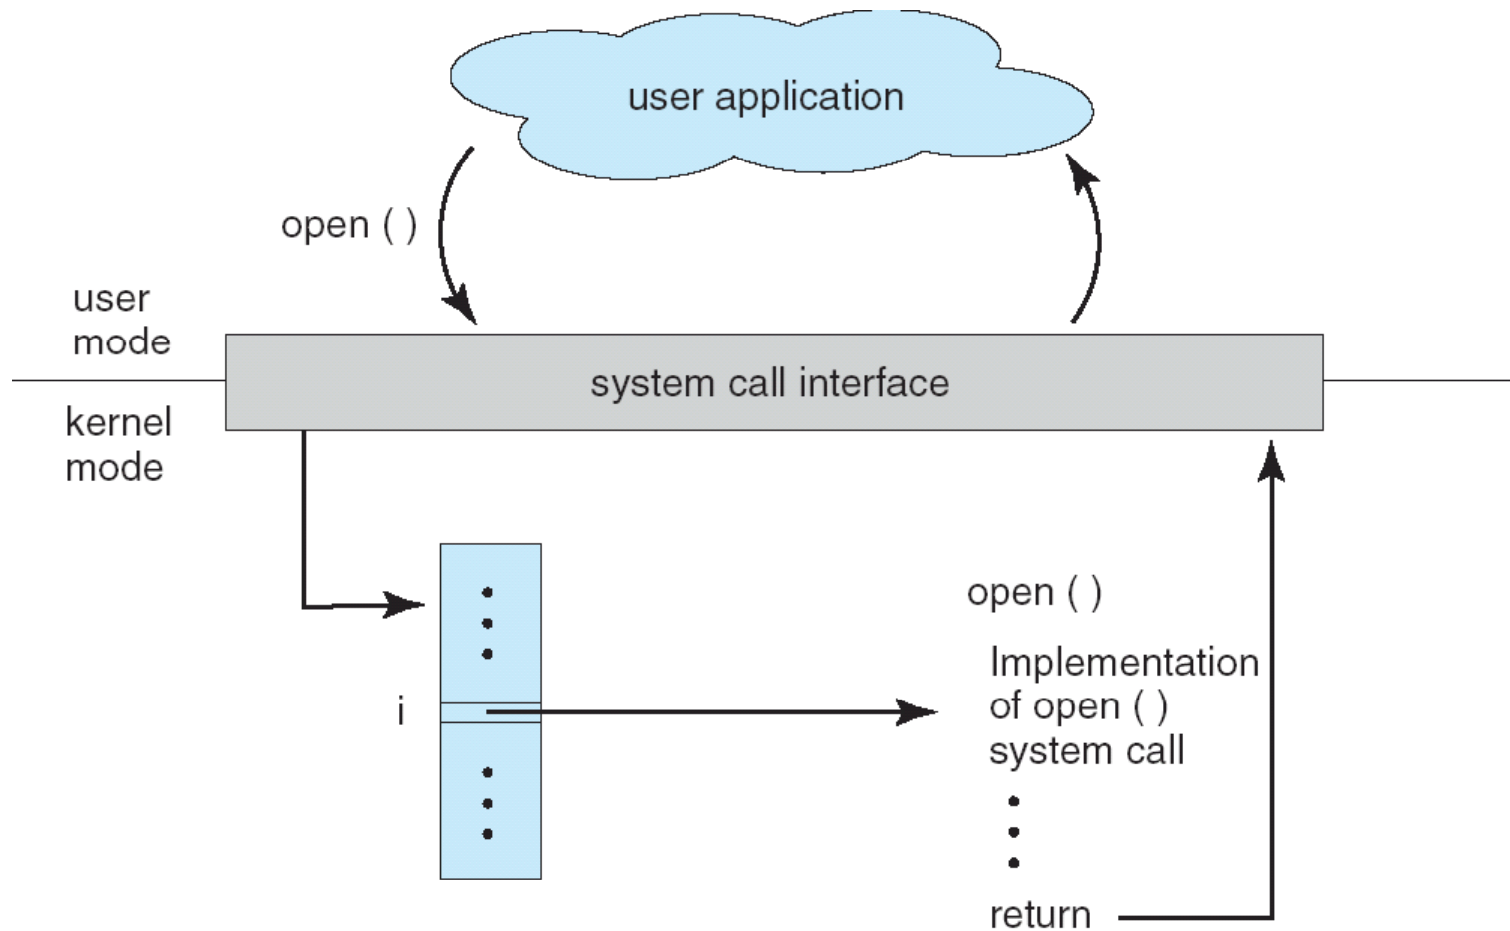 user application
open ( )
user
mode
system call interface
kernel
mode
open ( )
Implementation
of open ( )
system call
i
return